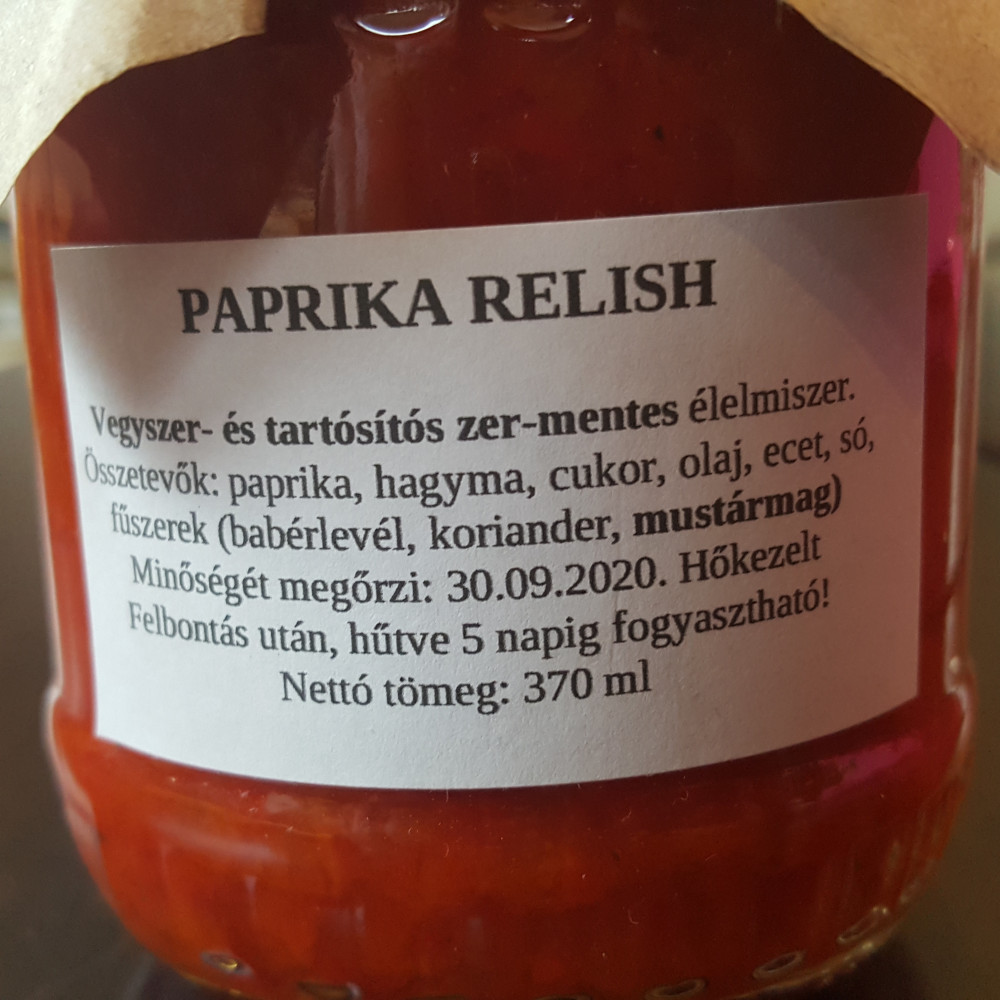 PAPRIKA RELISH
Vegyszer- és tartósítós zer-mentes élelmiszer.
Összetevők: paprika, hagyma, cukor, olaj, ecet, só,
fűszerek (babérlevél, koriander, mustármag)
Minőségét megőrzi: 30.09.2020. Hőkezelt
Felbontás után, hűtve 5 napig fogyasztható!
Nettó tömeg: 370 ml